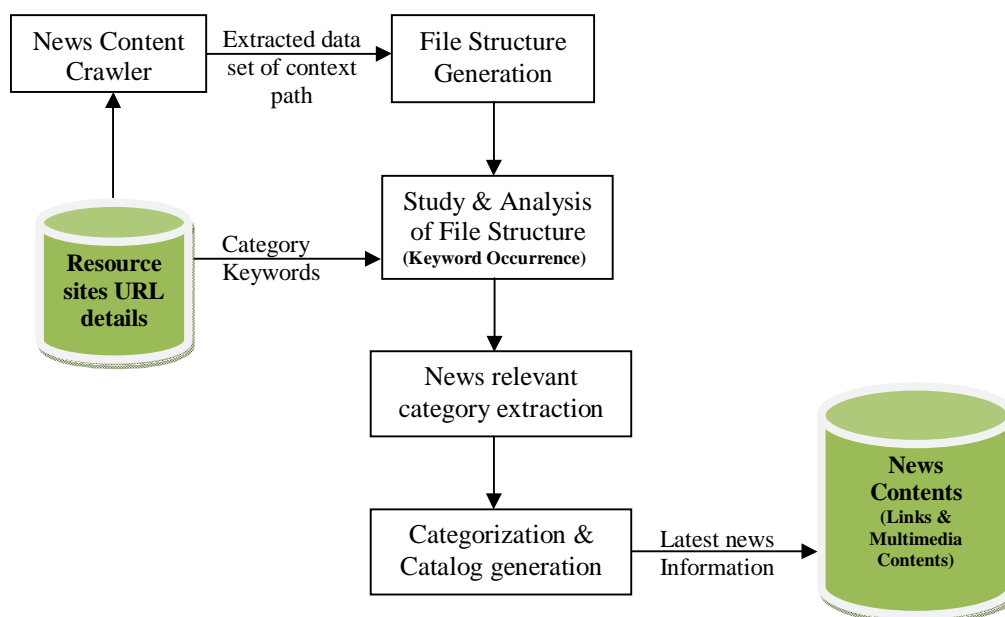 News Content
Crawler
Extracted data
set of context
path
File Structure
Generation
Resource
sites URL
details
Category
Keywords
Study & Analysis
of File Structure
(Keyword Occurrence)
News relevant
category extraction
Categorization &
Catalog generation
Latest news
Information
News
Contents
(Links &
Multimedia
Contents)